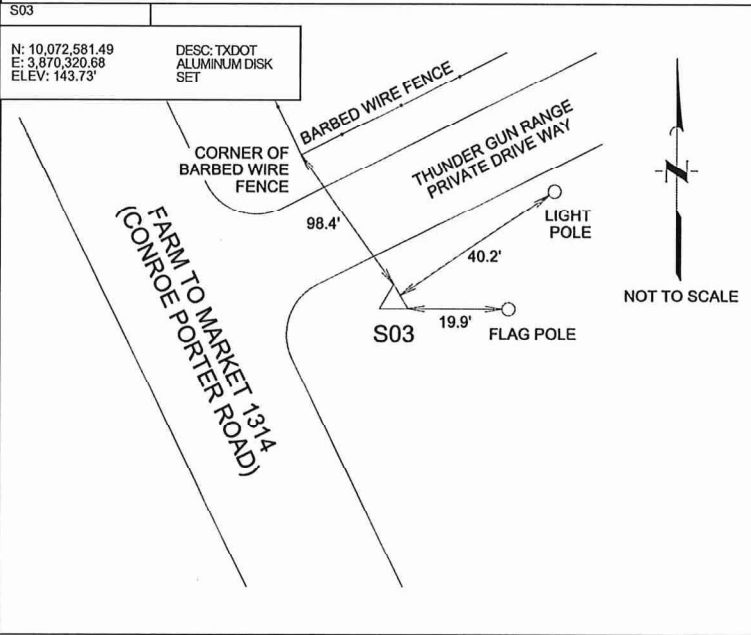 S03
N: 10,072,581.49
E: 3,870,320.68
ELEV: 143.73'
DESC: TXDOT
ALUMINUM DISK
SET
BARBED WIRE FENCE
CORNER OF
BARBED WIRE
FENCE
THUNDER GUN RANGE
PRIVATE DRIVE WAY
98.4'
LIGHT
POLE
40.2'
N
NOT TO SCALE
FARM TO MARKET 1314
(CONROE PORTER ROAD)
S03
19.9'
FLAG POLE